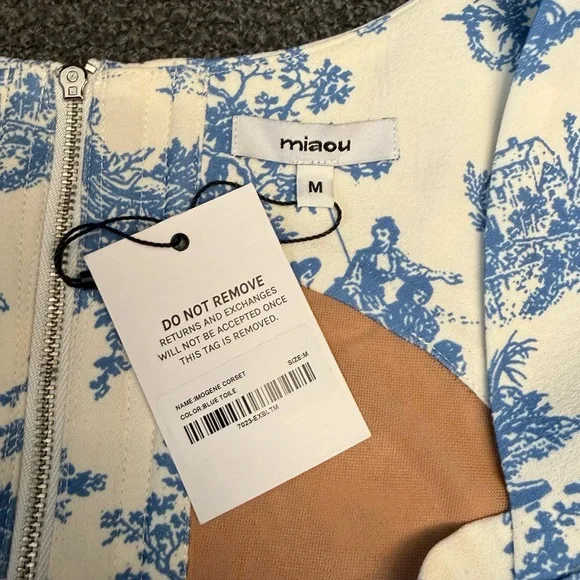 miaou
M
DO NOT REMOVE
RETURNS AND EXCHANGES
WILL NOT BE ACCEPTED ONCE
THIS TAG IS REMOVED.
NAME:IMOGENE CORSET
COLOR:BLUE TOILE SIZE:M
7023-EXBLTM